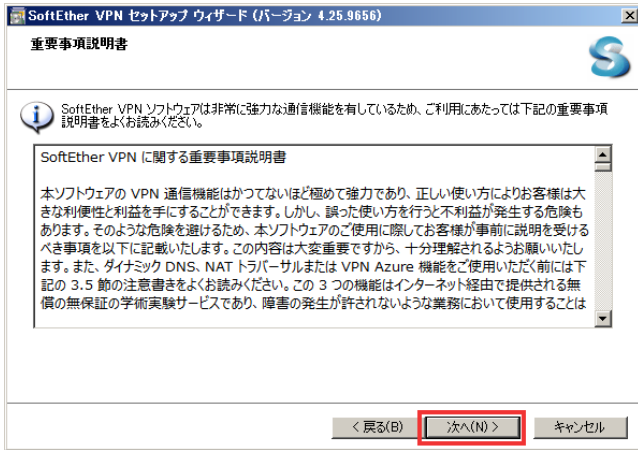 SoftEther VPN セットアップ ウィザード (バージョン 4.25.9656)
重要事項説明書
SoftEther VPN ソフトウェアは非常に強力な通信機能を有しているため、ご利用にあたっては下記の重要事項
説明書をよくお読みください。
SoftEther VPN に関する重要事項説明書
本ソフトウェアの VPN 通信機能はかつてないほど極めて強力であり、正しい使い方によりお客様は大
きな利便性と利益を手にすることができます。しかし、誤った使い方を行うと不利益が発生する危険も
あります。そのような危険を避けるため、本ソフトウェアのご使用に際してお客様が事前に説明を受ける
べき事項を以下に記載いたします。この内容は大変重要ですから、十分理解されるようお願いいたし
ます。また、ダイナミック DNS、NAT トラバーサルまたは VPN Azure 機能をご使用いただく前には下
記の 3.5 節の注意書きをよくお読みください。この 3 つの機能はインターネット経由で提供される無
償の無保証の学術実験サービスであり、障害の発生が許されないような業務において使用することは
< 戻る(B) 次へ(N) > キャンセル